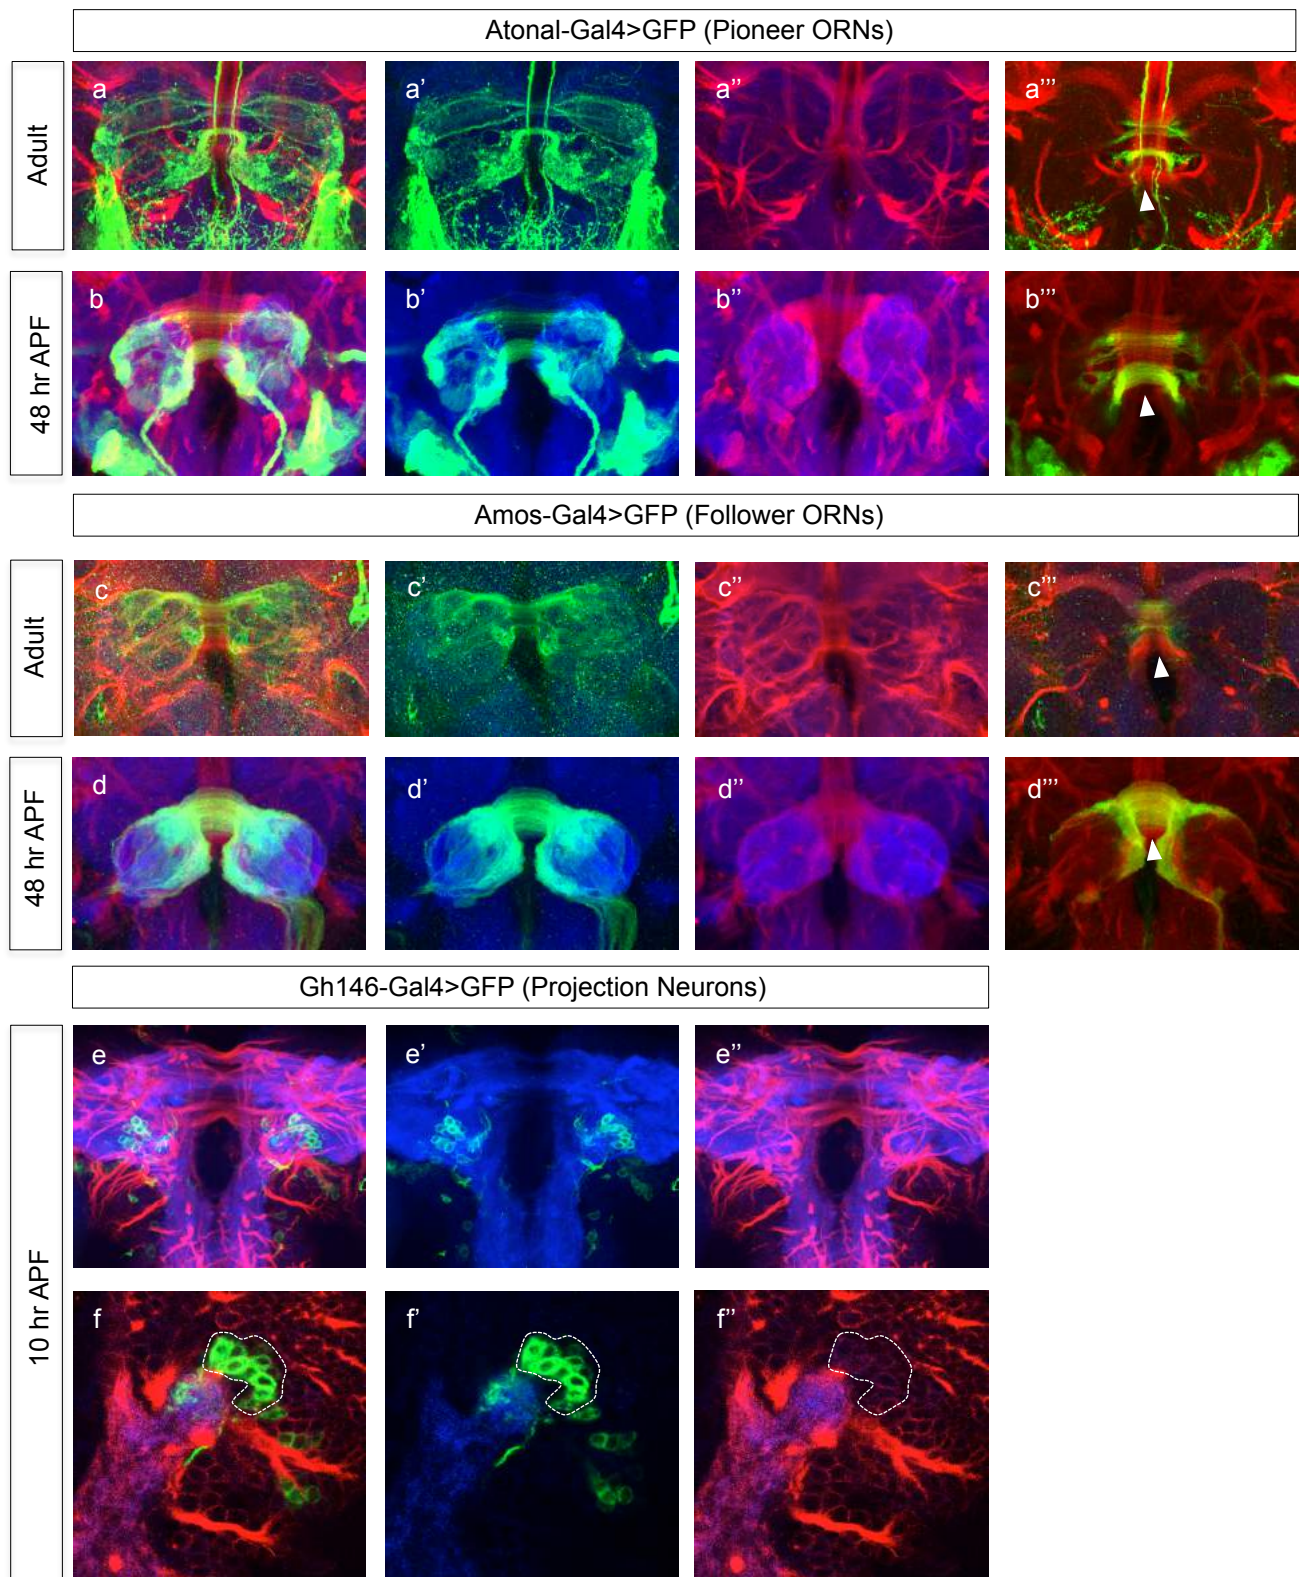 Atonal-Gal4>GFP (Pioneer ORNs)
Adult
a
a’
a’’
a’’’
48 hr APF
b
b’
b’’
b’’’
Amos-Gal4>GFP (Follower ORNs)
Adult
c
c’
c’’
c’’’
48 hr APF
d
d’
d’’
d’’’
Gh146-Gal4>GFP (Projection Neurons)
10 hr APF
e
e’
e’’
f
f’
f’’